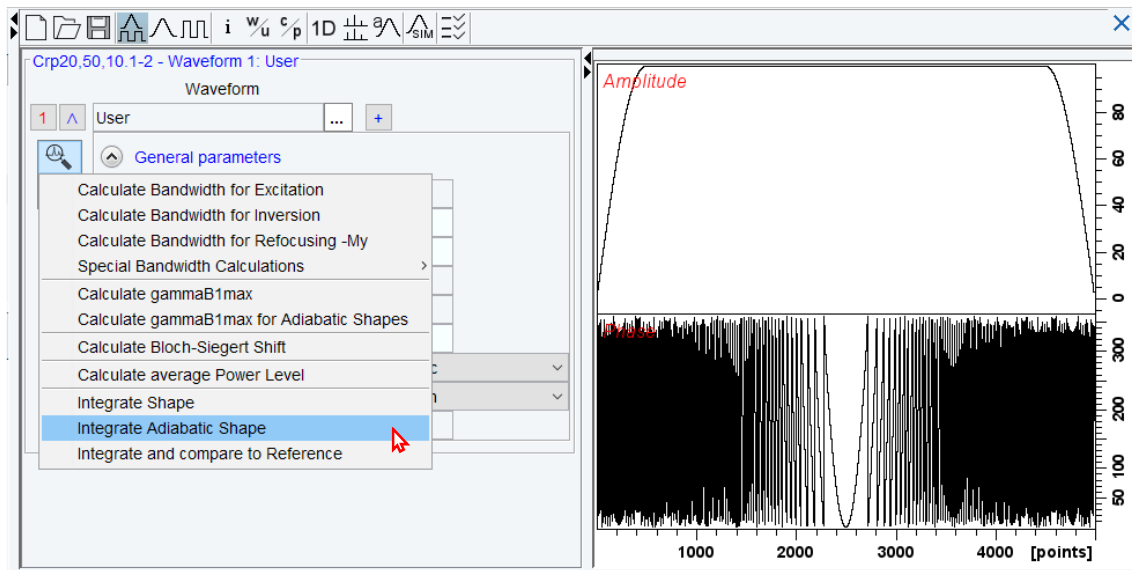 i w/u c/p 1D a SIM
Crp20,50,10.1-2 - Waveform 1: User
Waveform
1 ^ User ... +
General parameters
Calculate Bandwidth for Excitation
Calculate Bandwidth for Inversion
Calculate Bandwidth for Refocusing -My
Special Bandwidth Calculations >
Calculate gammaB1max
Calculate gammaB1max for Adiabatic Shapes
Calculate Bloch-Siegert Shift
Calculate average Power Level
c
Integrate Shape
n
Integrate Adiabatic Shape
Integrate and compare to Reference
Amplitude
80
60
40
20
0
Phase
300
200
100
50
1000 2000 3000 4000 [points]